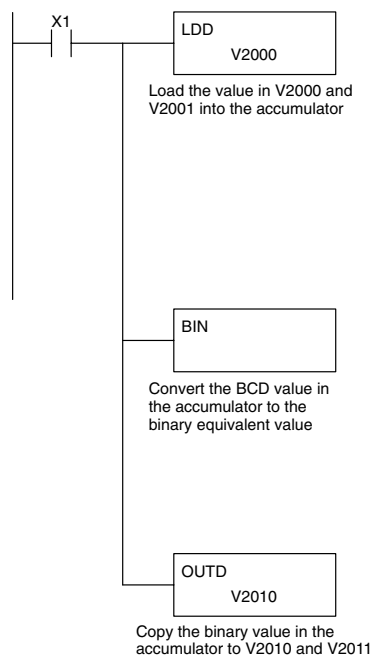 X1
LDD
V2000
Load the value in V2000 and
V2001 into the accumulator
BIN
Convert the BCD value in
the accumulator to the
binary equivalent value
OUTD
V2010
Copy the binary value in the
accumulator to V2010 and V2011